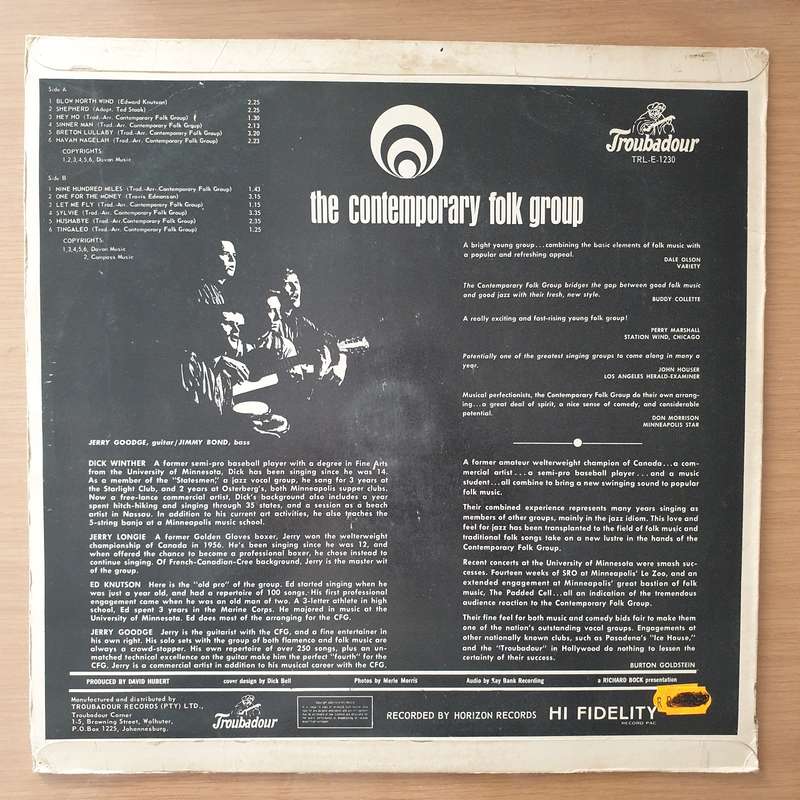 Side A
1 BLOW NORTH WIND (Edward Knutson) 2.25
2 SHEPHERD (Adapt. Ted Staak) 2.25
3 HEY HO (Trad.-Arr. Contemporary Folk Group) 1.30
4 SINNER MAN (Trad.-Arr. Contemporary Folk Group) 2.13
5 BRETON LULLABY (Trad.-Arr. Contemporary Folk Group) 3.20
6 HAVAH NAGELAH (Trad.-Arr. Contemporary Folk Group) 2.23
COPYRIGHTS:
1,2,3,4,5,6, Davon Music
Side B
1 NINE HUNDRED MILES (Trad.-Arr.-Contemporary Folk Group) 1.43
2 ONE FOR THE MONEY (Travis Edmonson) 3.15
3 LET ME FLY (Trad.-Arr. Contemporary Folk Group) 1.15
4 SYLVIE (Trad.-Arr. Contemporary Folk Group) 3.35
5 HUSHABYE (Trad.-Arr.Contemporary Folk Group) 2.35
6 TINGALEO (Trad.-Arr. Contemporary Folk Group) 1.25
COPYRIGHTS:
1,3,4,5,6, Davon Music
2, Compass Music
Troubadour
TRL-E-1230
the contemporary folk group
A bright young group...combining the basic elements of folk music with
a popular and refreshing appeal.
DALE OLSON
VARIETY
The Contemporary Folk Group bridges the gap between good folk music
and good jazz with their fresh, new style.
BUDDY COLLETTE
A really exciting and fast-rising young folk group!
PERRY MARSHALL
STATION WIND, CHICAGO
Potentially one of the greatest singing groups to come along in many a
year.
JOHN HOUSER
LOS ANGELES HERALD-EXAMINER
Musical perfectionists, the Contemporary Folk Group do their own arrang-
ing...a great deal of spirit, a nice sense of comedy, and considerable
potential.
DON MORRISON
MINNEAPOLIS STAR
JERRY GOODGE, guitar/JIMMY BOND, bass
DICK WINTHER A former semi-pro baseball player with a degree in Fine Arts
from the University of Minnesota, Dick has been singing since he was 14.
As a member of the "Statesmen," a jazz vocal group, he sang for 3 years at
the Starlight Club, and 2 years at Osterberg's, both Minneapolis supper clubs.
Now a free-lance commercial artist, Dick's background also includes a year
spent hitch-hiking and singing through 35 states, and a session as a beach
artist in Nassau. In addition to his current art activities, he also teaches the
5-string banjo at a Minneapolis music school.
JERRY LONGIE A former Golden Gloves boxer, Jerry won the welterweight
championship of Canada in 1956. He's been singing since he was 12, and
when offered the chance to become a professional boxer, he chose instead to
continue singing. Of French-Canadian-Cree background, Jerry is the master wit
of the group.
ED KNUTSON Here is the "old pro" of the group. Ed started singing when he
was just a year old, and had a repertoire of 100 songs. His first professional
engagement came when he was an old man of two. A 3-letter athlete in high
school, Ed spent 3 years in the Marine Corps. He majored in music at the
University of Minnesota. Ed does most of the arranging for the CFG.
JERRY GOODGE Jerry is the guitarist with the CFG, and a fine entertainer in
his own right. His solo sets with the group of both flamenco and folk music are
always a crowd-stopper. His own repertoire of over 250 songs, plus an un-
matched technical excellence on the guitar make him the perfect "fourth" for the
CFG. Jerry is a commercial artist in addition to his musical career with the CFG.
A former amateur welterweight champion of Canada...a com-
mercial artist...a semi-pro baseball player...and a music
student...all combine to bring a new swinging sound to popular
folk music.
Their combined experience represents many years singing as
members of other groups, mainly in the jazz idiom. This love and
feel for jazz has been transplanted to the field of folk music and
traditional folk songs take on a new lustre in the hands of the
Contemporary Folk Group.
Recent concerts at the University of Minnesota were smash suc-
cesses. Fourteen weeks of SRO at Minneapolis' Le Zoo, and an
extended engagement at Minneapolis' great bastion of folk
music, The Padded Cell...all an indication of the tremendous
audience reaction to the Contemporary Folk Group.
Their fine feel for both music and comedy bids fair to make them
one of the nation's outstanding vocal groups. Engagements at
other nationally known clubs, such as Pasadena's "Ice House,"
and the "Troubadour" in Hollywood do nothing to lessen the
certainty of their success.
BURTON GOLDSTEIN
PRODUCED BY DAVID HUBERT cover design by Dick Bell Photos by Merle Morris Audio by Bank Recording a RICHARD BOCK presentation
Manufactured and distributed by
TROUBADOUR RECORDS (PTY) LTD.,
Troubadour Corner
1-5, Browning Street, Wolhuter,
P.O.Box 1225, Johannesburg.
Troubadour
RECORDED BY HORIZON RECORDS
HI FIDELITY
RECORD PAC